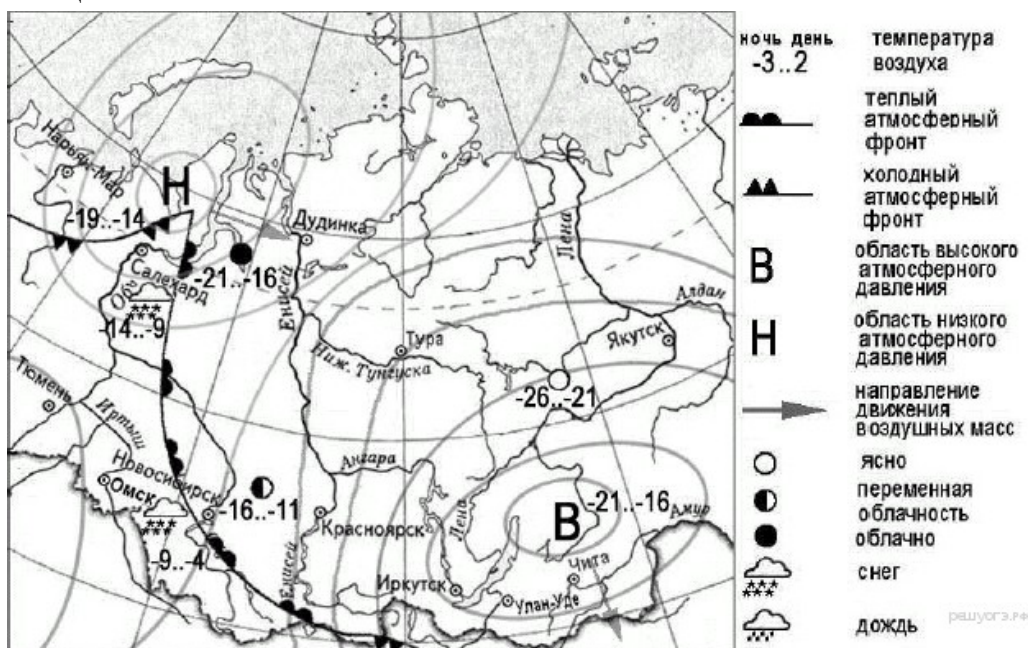 Нарьян-Мар
Н
-19..-14
Дудинка
Салехард
-21..-16
Обь
-14..-9
Енисей
Лена
Алдан
Тура
Ниж. Тунгуска
Якутск
-26..-21
Тюмень
Иртыш
Ангара
Новосибирск
Омск
-16..-11
Красноярск
Лена
В
-21..-16
Амур
-9..-4
Енисей
Иркутск
Чита
Улан-Уде
ночь день
-3..2
температура
воздуха
теплый
атмосферный
фронт
холодный
атмосферный
фронт
В
область высокого
атмосферного
давления
Н
область низкого
атмосферного
давления
направление
движения
воздушных масс
ясно
переменная
облачность
облачно
снег
дождь
решуогэ.рф